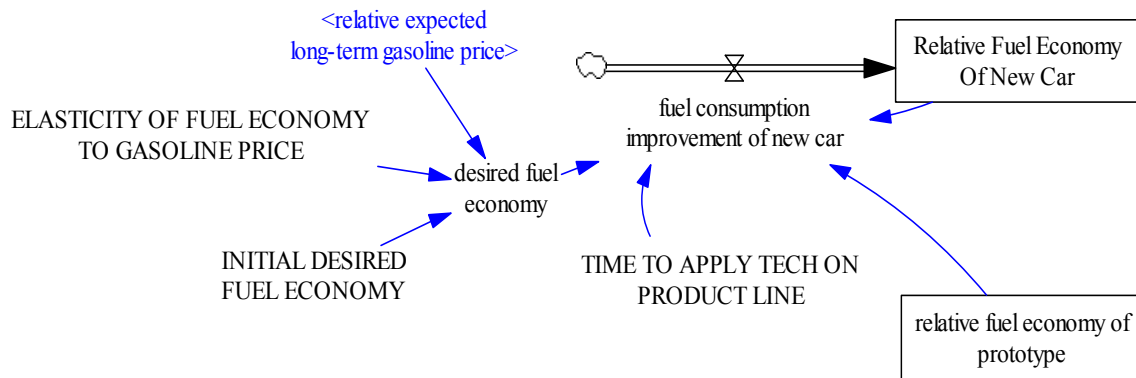 <relative expected
long-term gasoline price>
Relative Fuel Economy
Of New Car
fuel consumption
improvement of new car
ELASTICITY OF FUEL ECONOMY
TO GASOLINE PRICE
desired fuel
economy
INITIAL DESIRED
FUEL ECONOMY
TIME TO APPLY TECH ON
PRODUCT LINE
relative fuel economy of
prototype